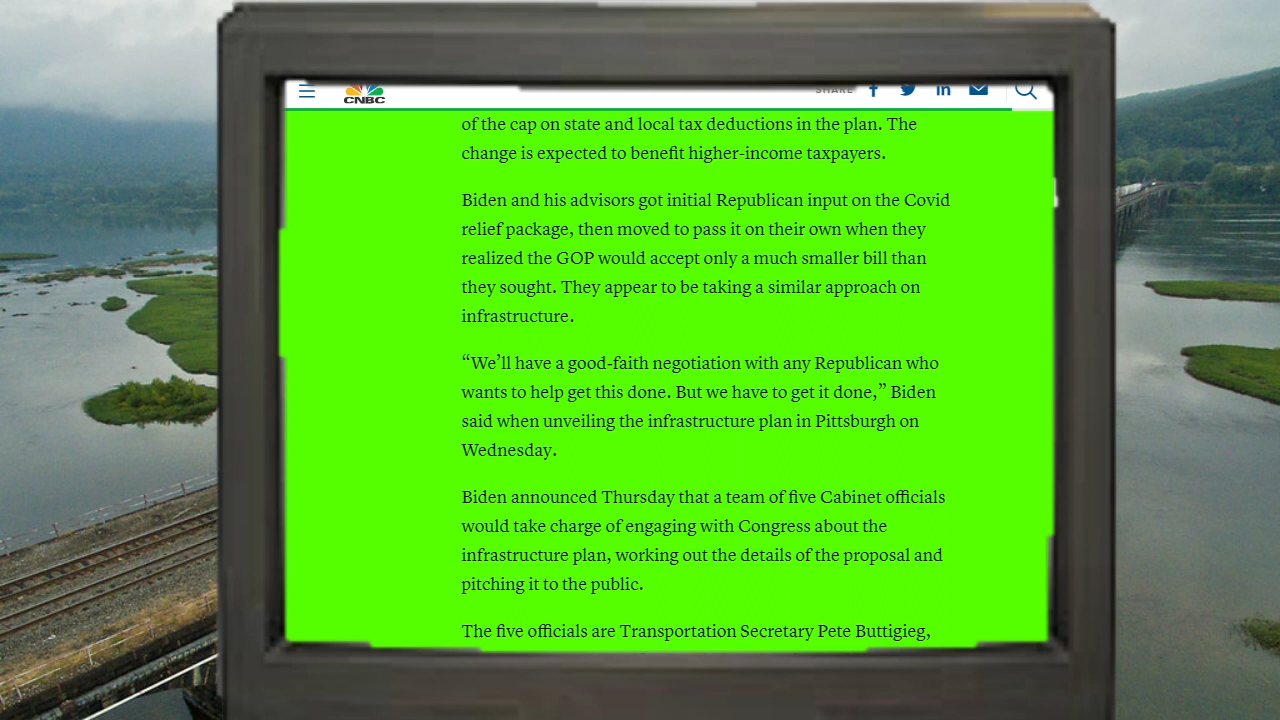 CNBC
SHARE
of the cap on state and local tax deductions in the plan. The
change is expected to benefit higher-income taxpayers.
Biden and his advisors got initial Republican input on the Covid
relief package, then moved to pass it on their own when they
realized the GOP would accept only a much smaller bill than
they sought. They appear to be taking a similar approach on
infrastructure.
“We’ll have a good-faith negotiation with any Republican who
wants to help get this done. But we have to get it done,” Biden
said when unveiling the infrastructure plan in Pittsburgh on
Wednesday.
Biden announced Thursday that a team of five Cabinet officials
would take charge of engaging with Congress about the
infrastructure plan, working out the details of the proposal and
pitching it to the public.
The five officials are Transportation Secretary Pete Buttigieg,